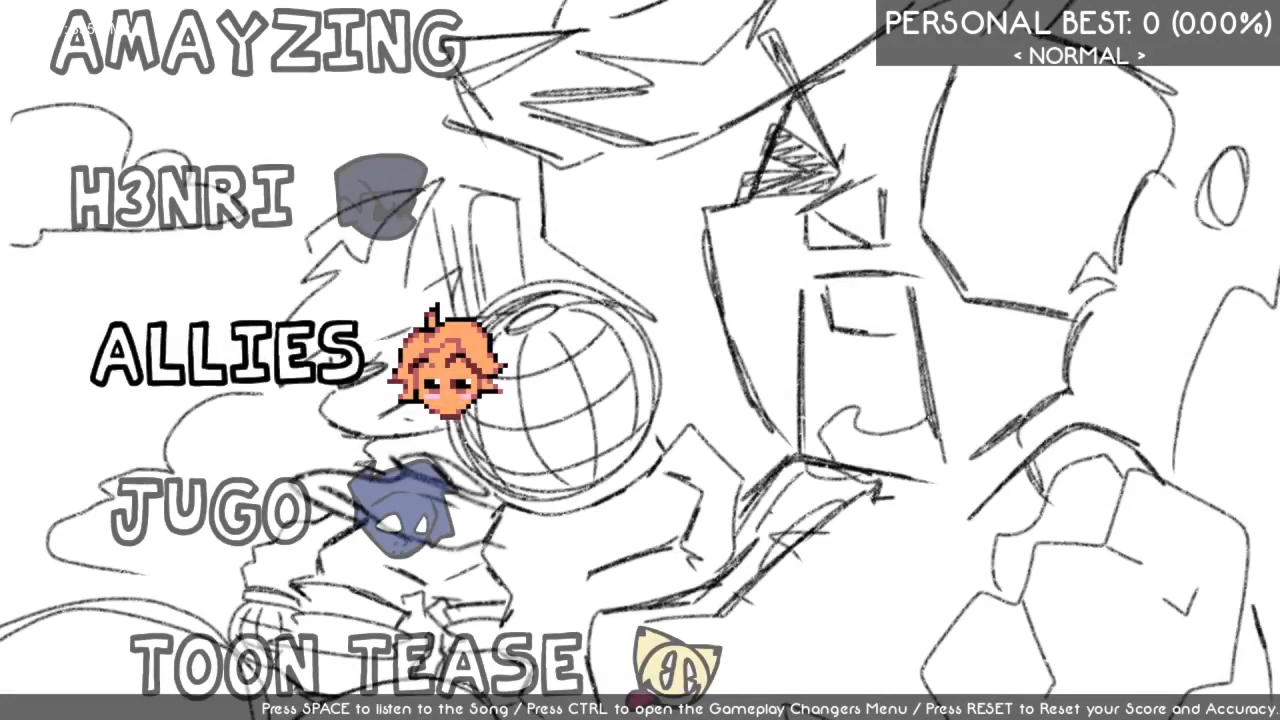 AMAYZING
PERSONAL BEST: 0 (0.00%)
< NORMAL >
H3NRI
ALLIES
JUGO
TOON TEASE
Press SPACE to listen to the Song / Press CTRL to open the Gameplay Changers Menu / Press RESET to Reset your Score and Accuracy.